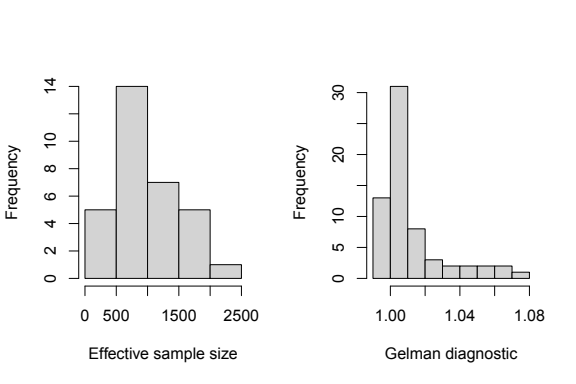 Frequency
0 2 4 6 8 10 14
0 500 1500 2500
Effective sample size
Frequency
0 5 10 20 30
1.00 1.04 1.08
Gelman diagnostic